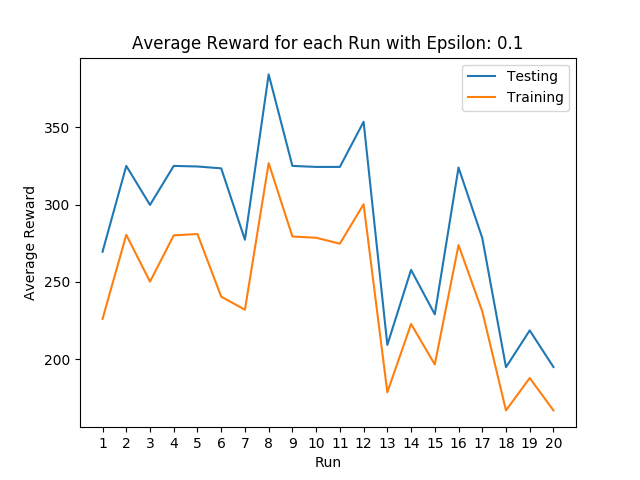 Average Reward for each Run with Epsilon: 0.1
Testing
Training
Average Reward
350
300
250
200
1 2 3 4 5 6 7 8 9 10 11 12 13 14 15 16 17 18 19 20
Run